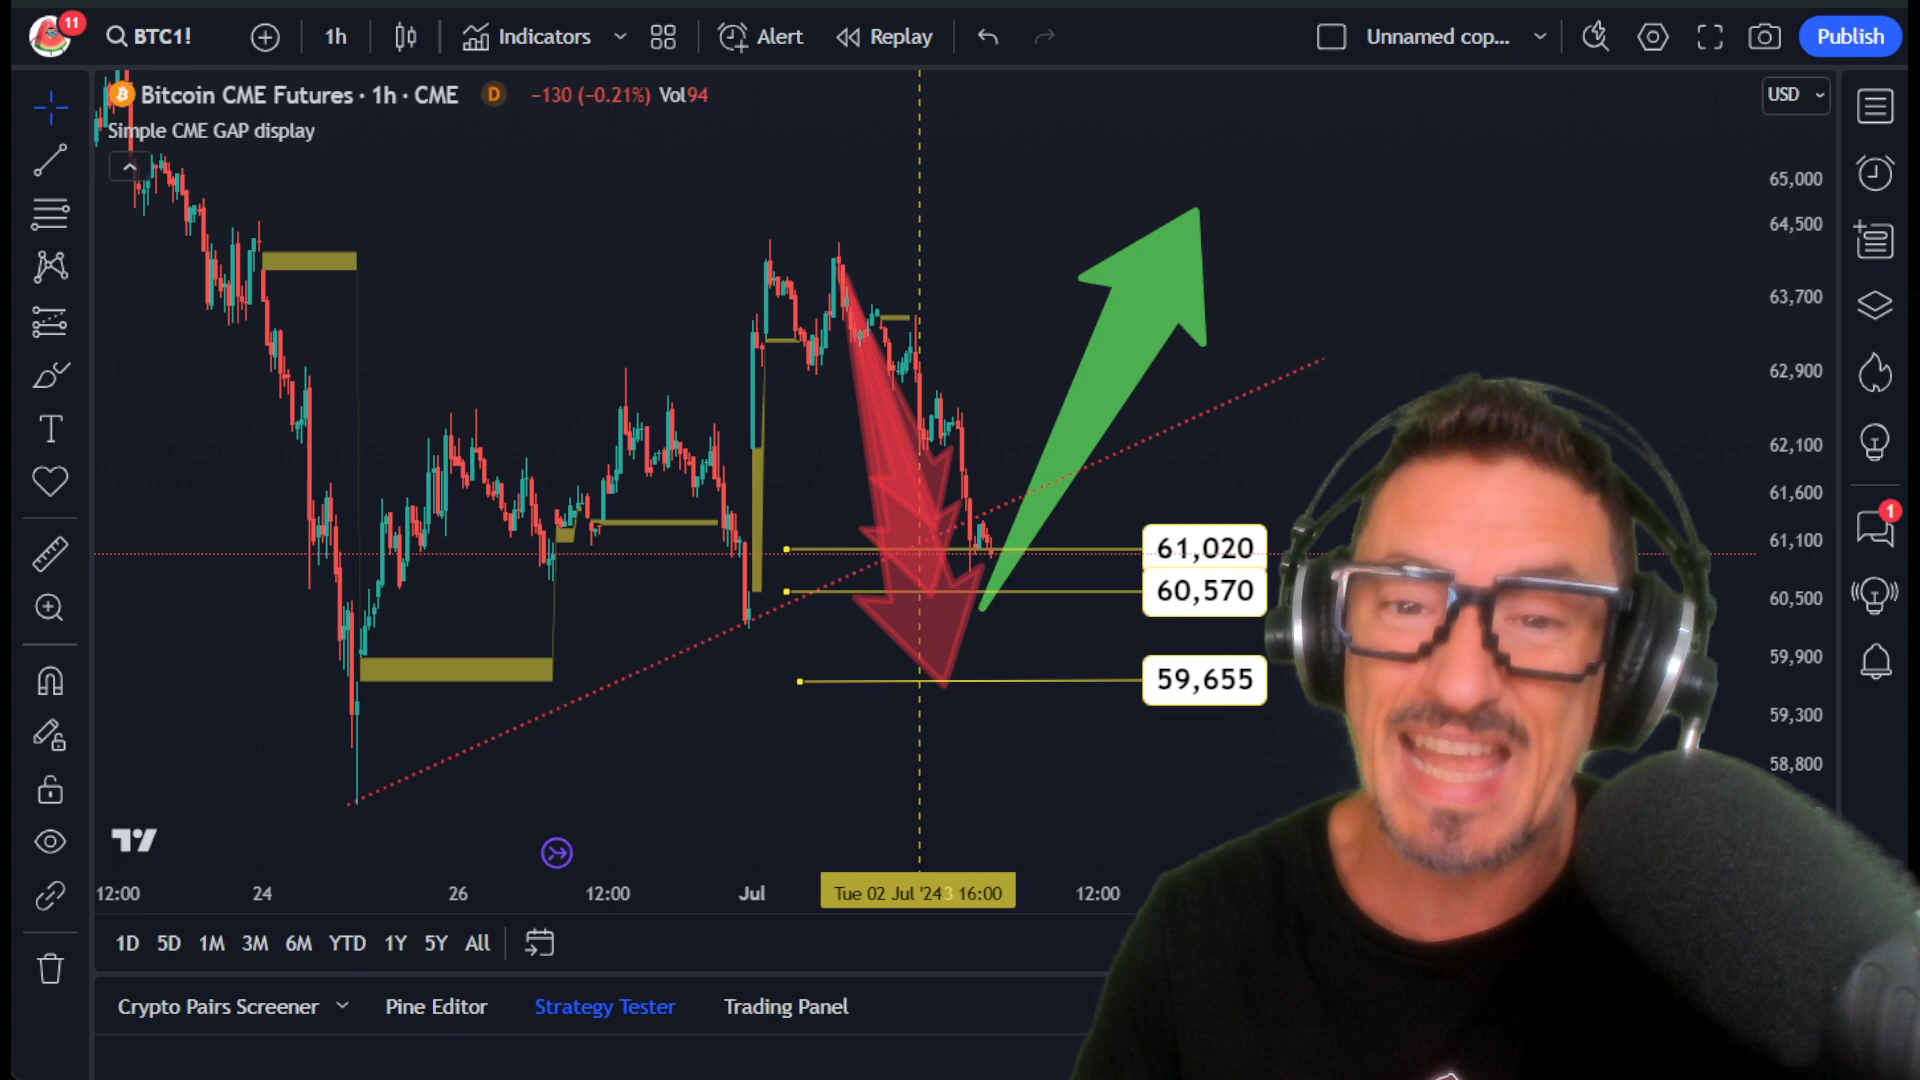 11
BTC1!
1h
Indicators
Alert
Replay
Unnamed cop...
Publish
Bitcoin CME Futures · 1h · CME
D
−130 (−0.21%) Vol94
USD
Simple CME GAP display
65,000
64,500
63,700
62,900
62,100
61,600
61,100
60,500
59,900
59,300
58,800
61,020
60,570
59,655
1
12:00
24
26
12:00
Jul
Tue 02 Jul '24 16:00
12:00
1D
5D
1M
3M
6M
YTD
1Y
5Y
All
Crypto Pairs Screener
Pine Editor
Strategy Tester
Trading Panel